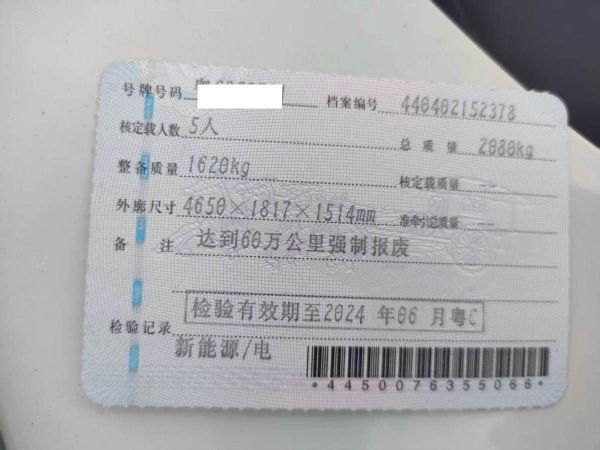 号牌号码 档案编号 440402152378
核定载人数 5人 总质量 2080kg
整备质量 1620kg 核定载质量 --
外廓尺寸 4650×1817×1514mm 准牵引总质量 --
备注 达到60万公里强制报废
检验有效期至2024年06月粤C
检验记录
新能源/电
*4450076355066*